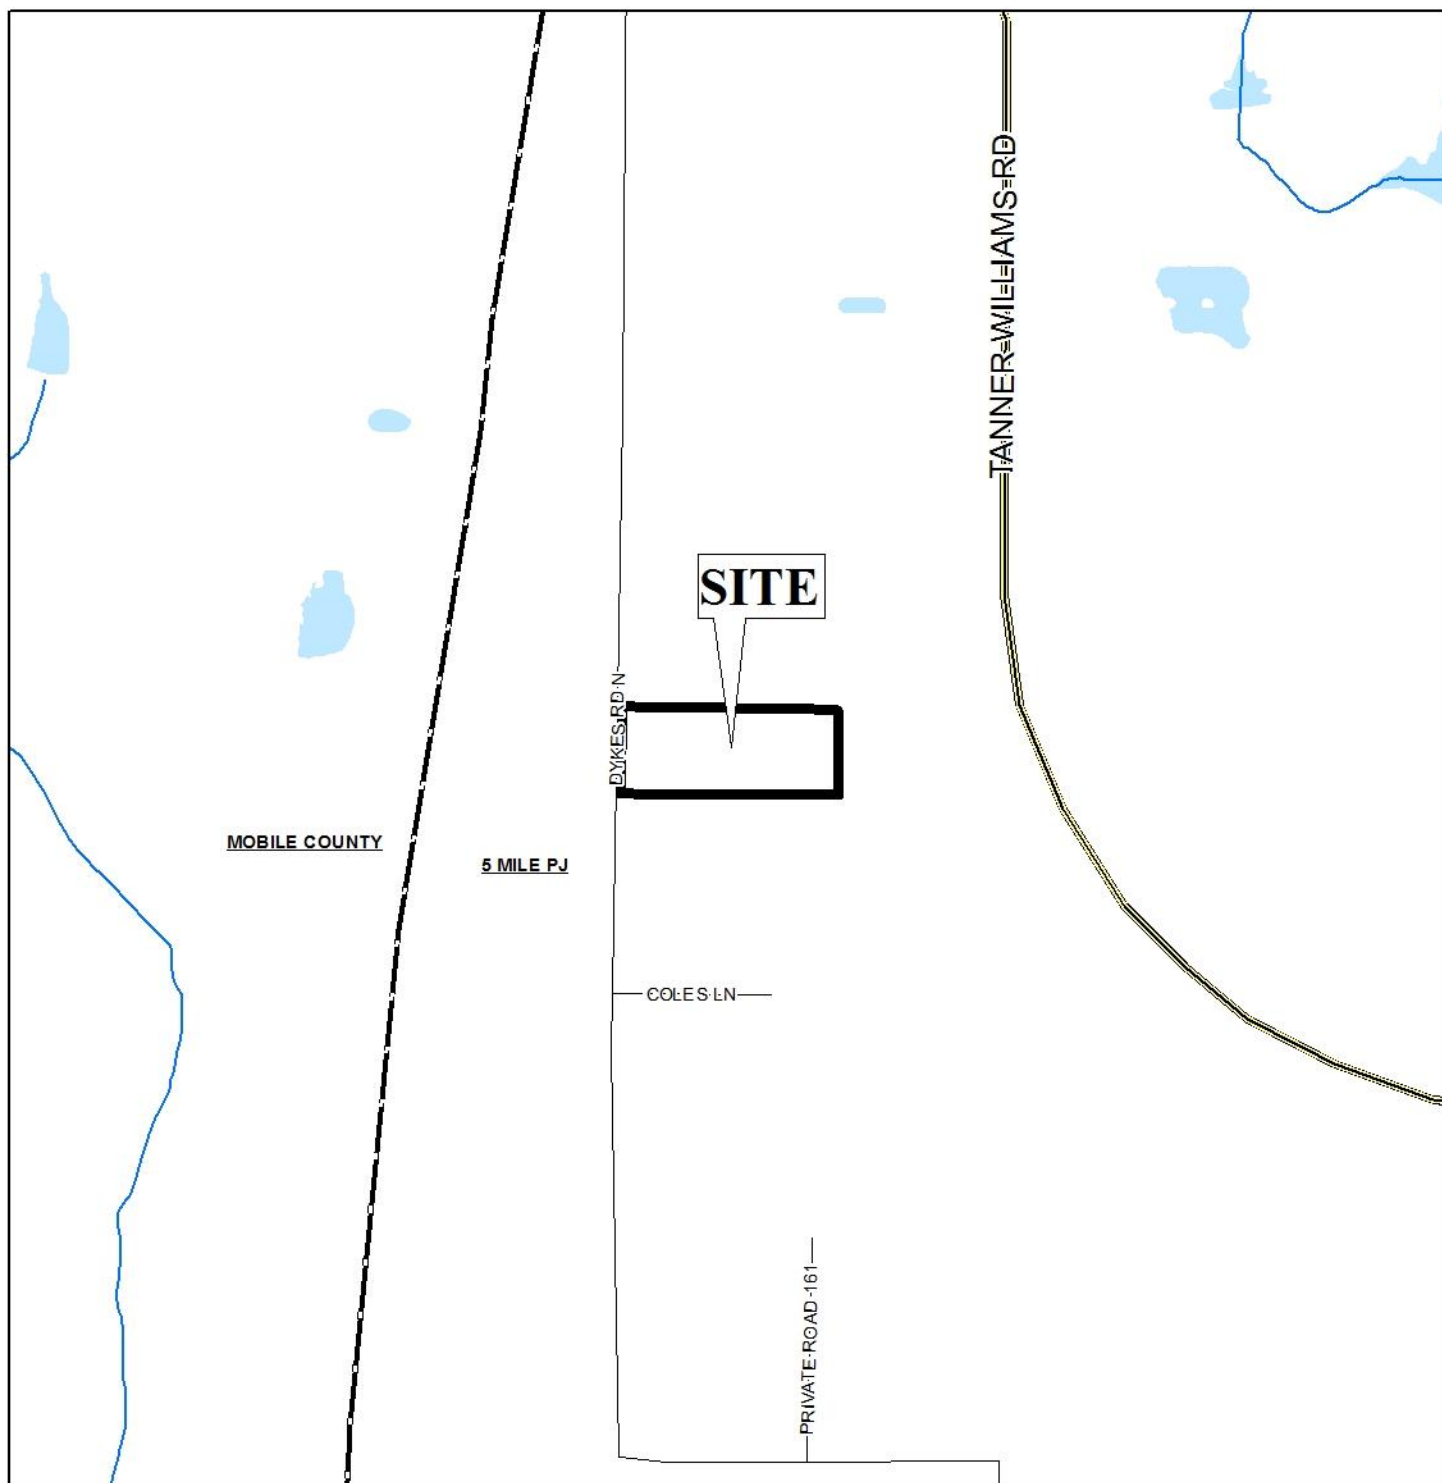 TANNER WILLIAMS RD
SITE
DYKES RD N
MOBILE COUNTY
5 MILE PJ
COLES LN
PRIVATE ROAD 161